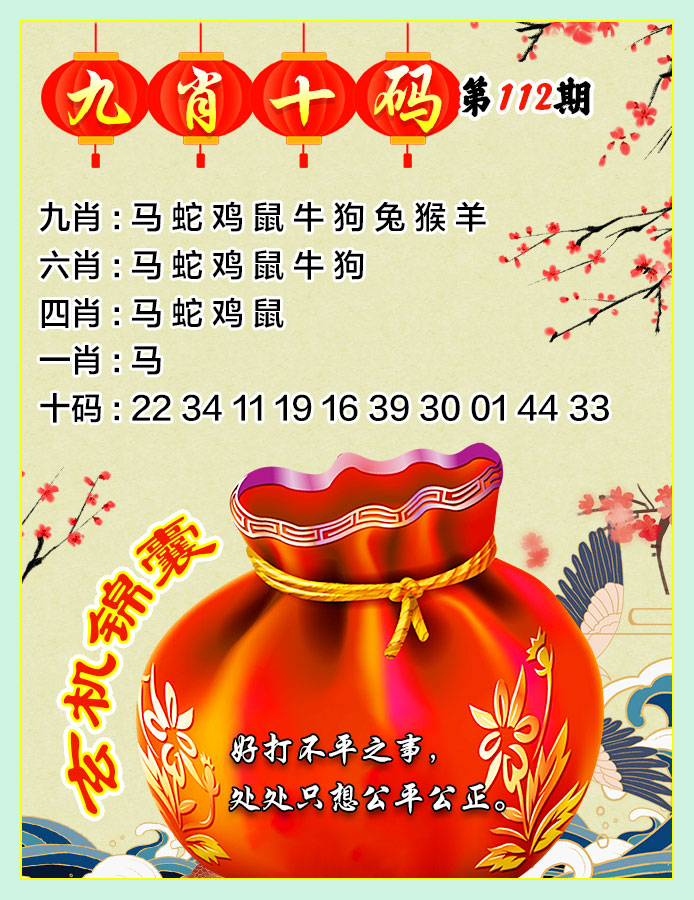 九肖十码 第112期
九肖：马蛇鸡鼠牛狗兔猴羊
六肖：马蛇鸡鼠牛狗
四肖：马蛇鸡鼠
一肖：马
十码：22 34 11 19 16 39 30 01 44 33
玄机锦囊
好打不平之事，
处处只想公平公正。